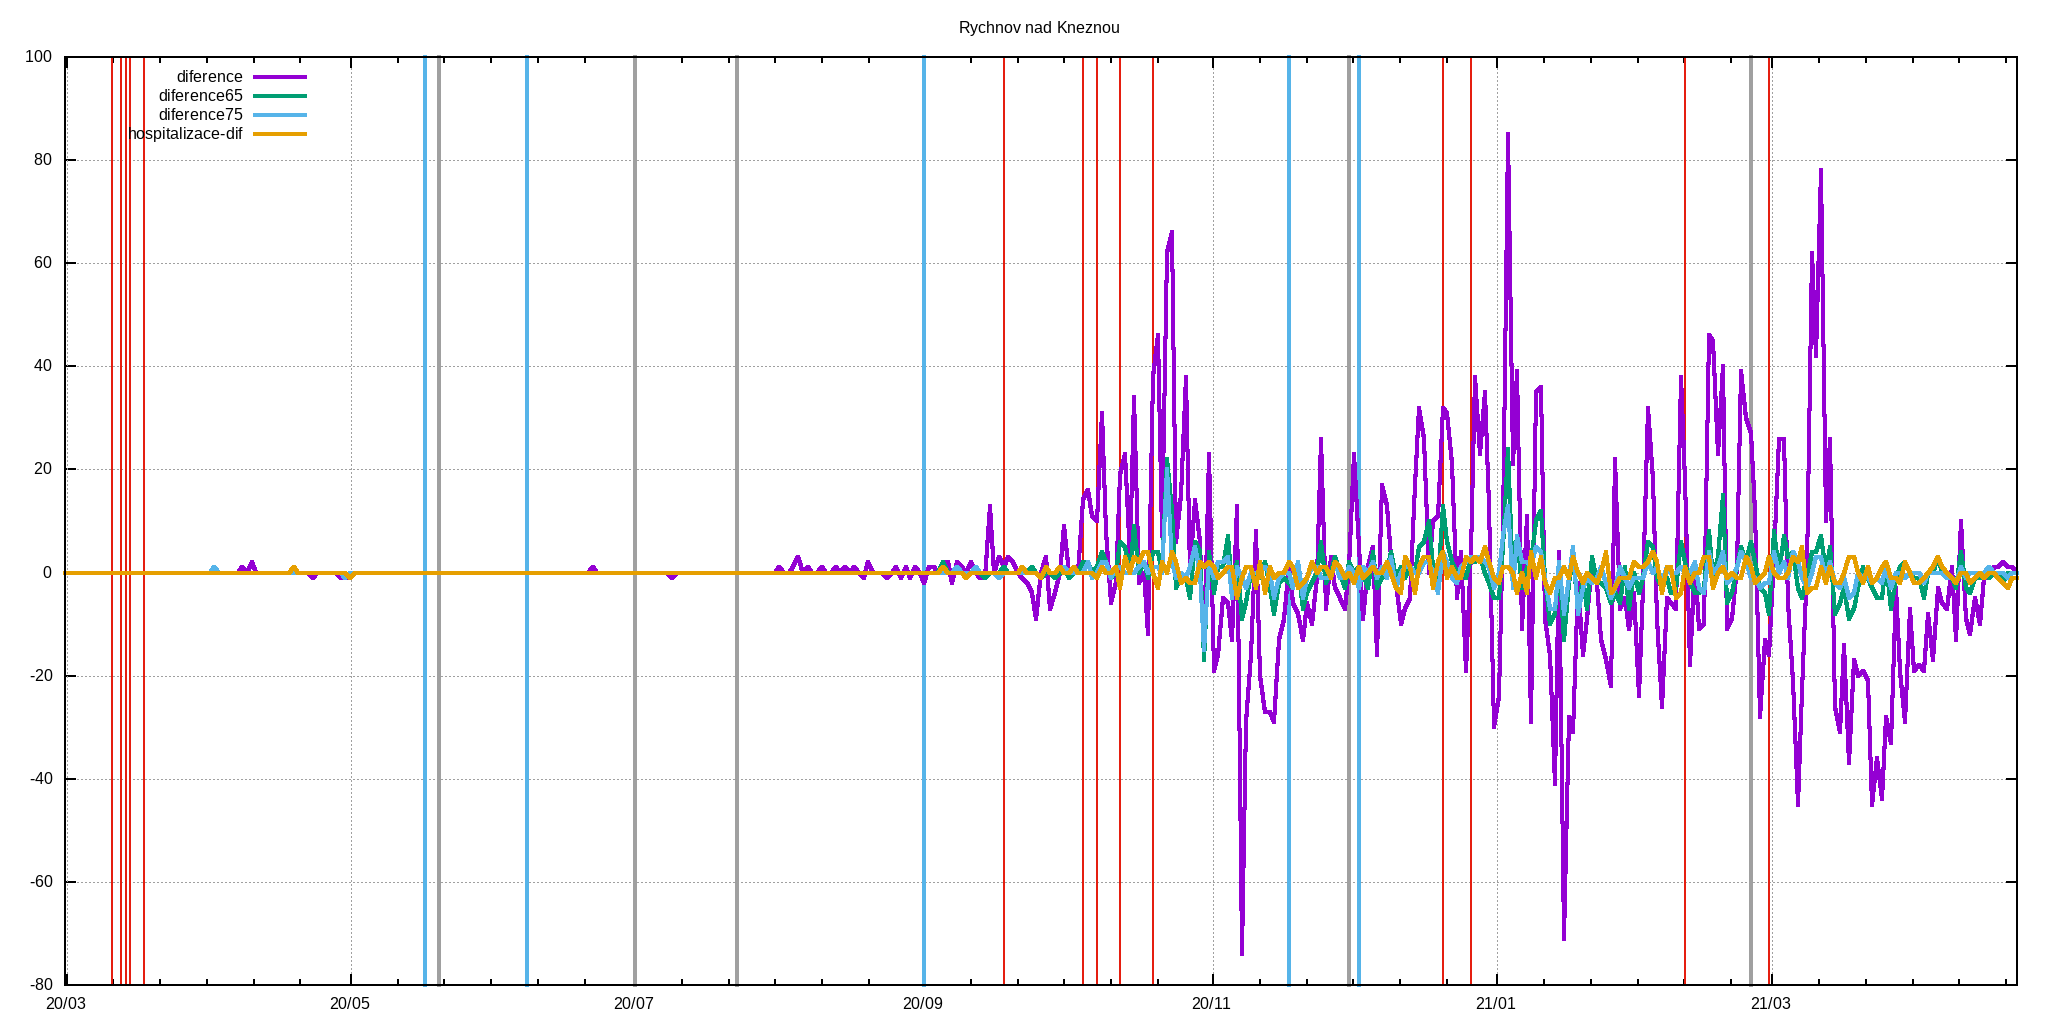 Rychnov nad Kneznou
diference
diference65
diference75
hospitalizace-dif
100
80
60
40
20
0
-20
-40
-60
-80
20/03 20/05 20/07 20/09 20/11 21/01 21/03